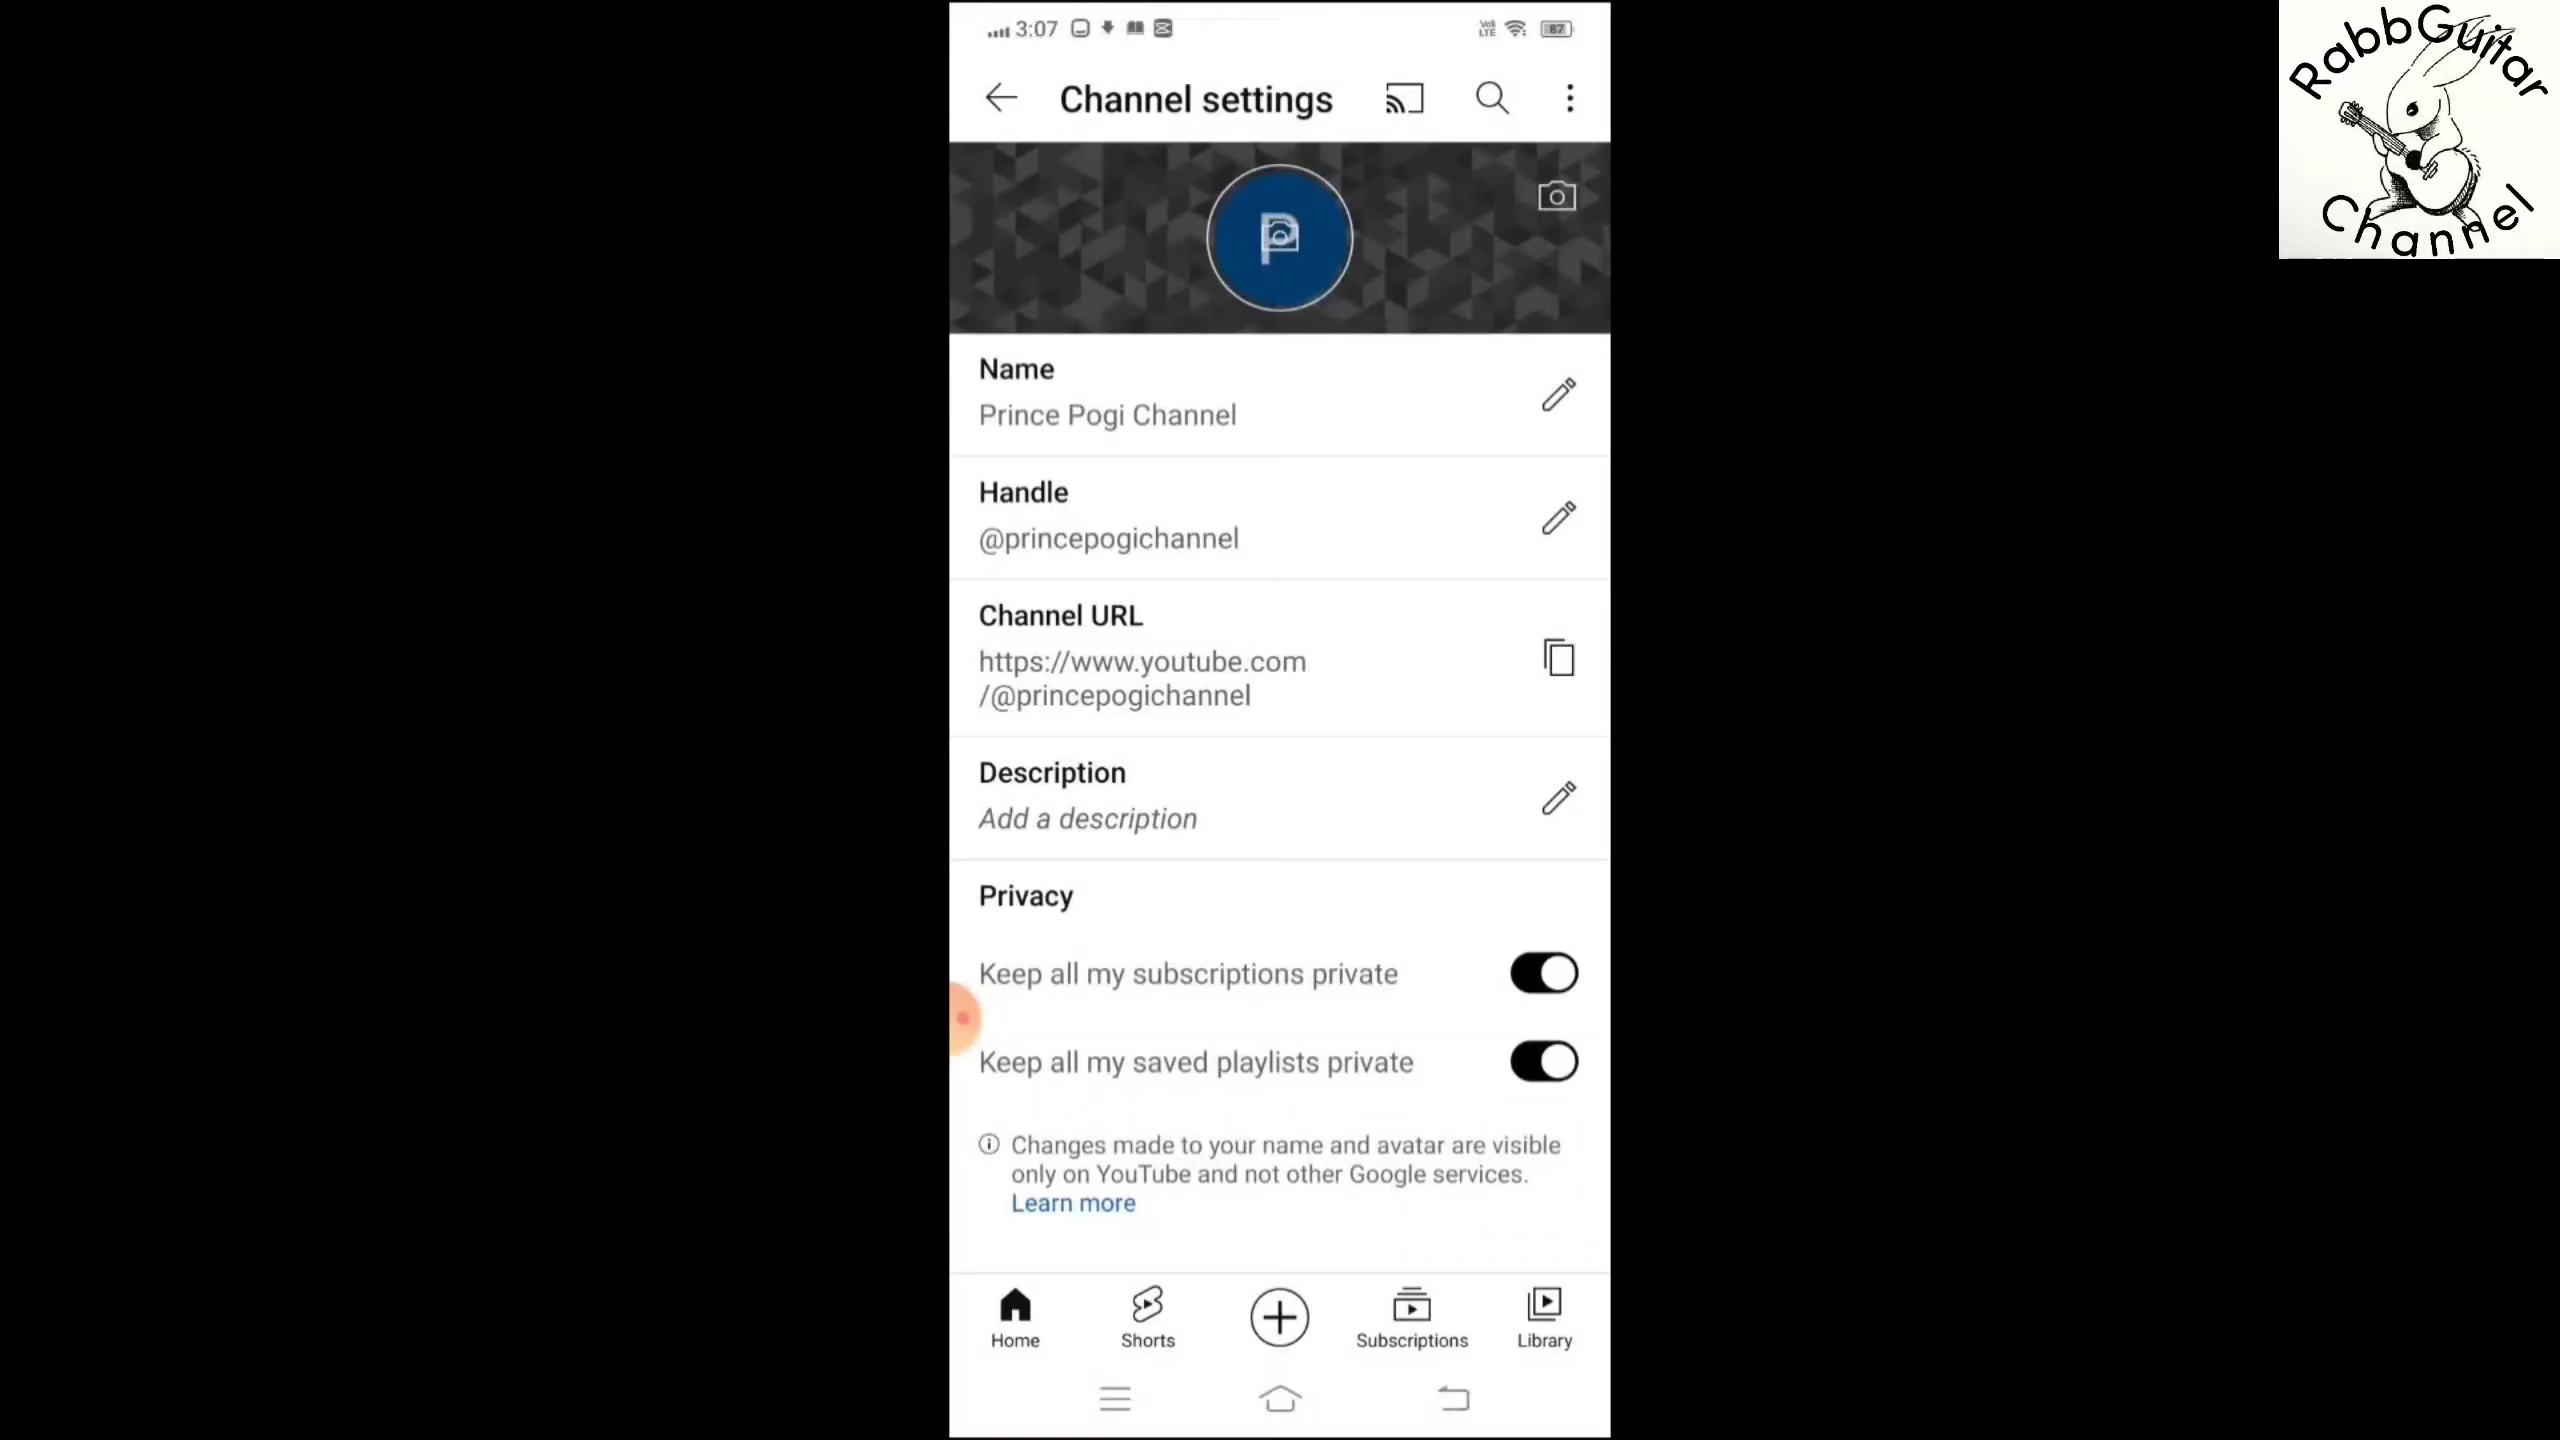 3:07
VoLTE
87
RabbGuitar
Channel
Channel settings
P
Name
Prince Pogi Channel
Handle
@princepogichannel
Channel URL
https://www.youtube.com
/@princepogichannel
Description
Add a description
Privacy
Keep all my subscriptions private
Keep all my saved playlists private
Changes made to your name and avatar are visible
only on YouTube and not other Google services.
Learn more
Home
Shorts
Subscriptions
Library